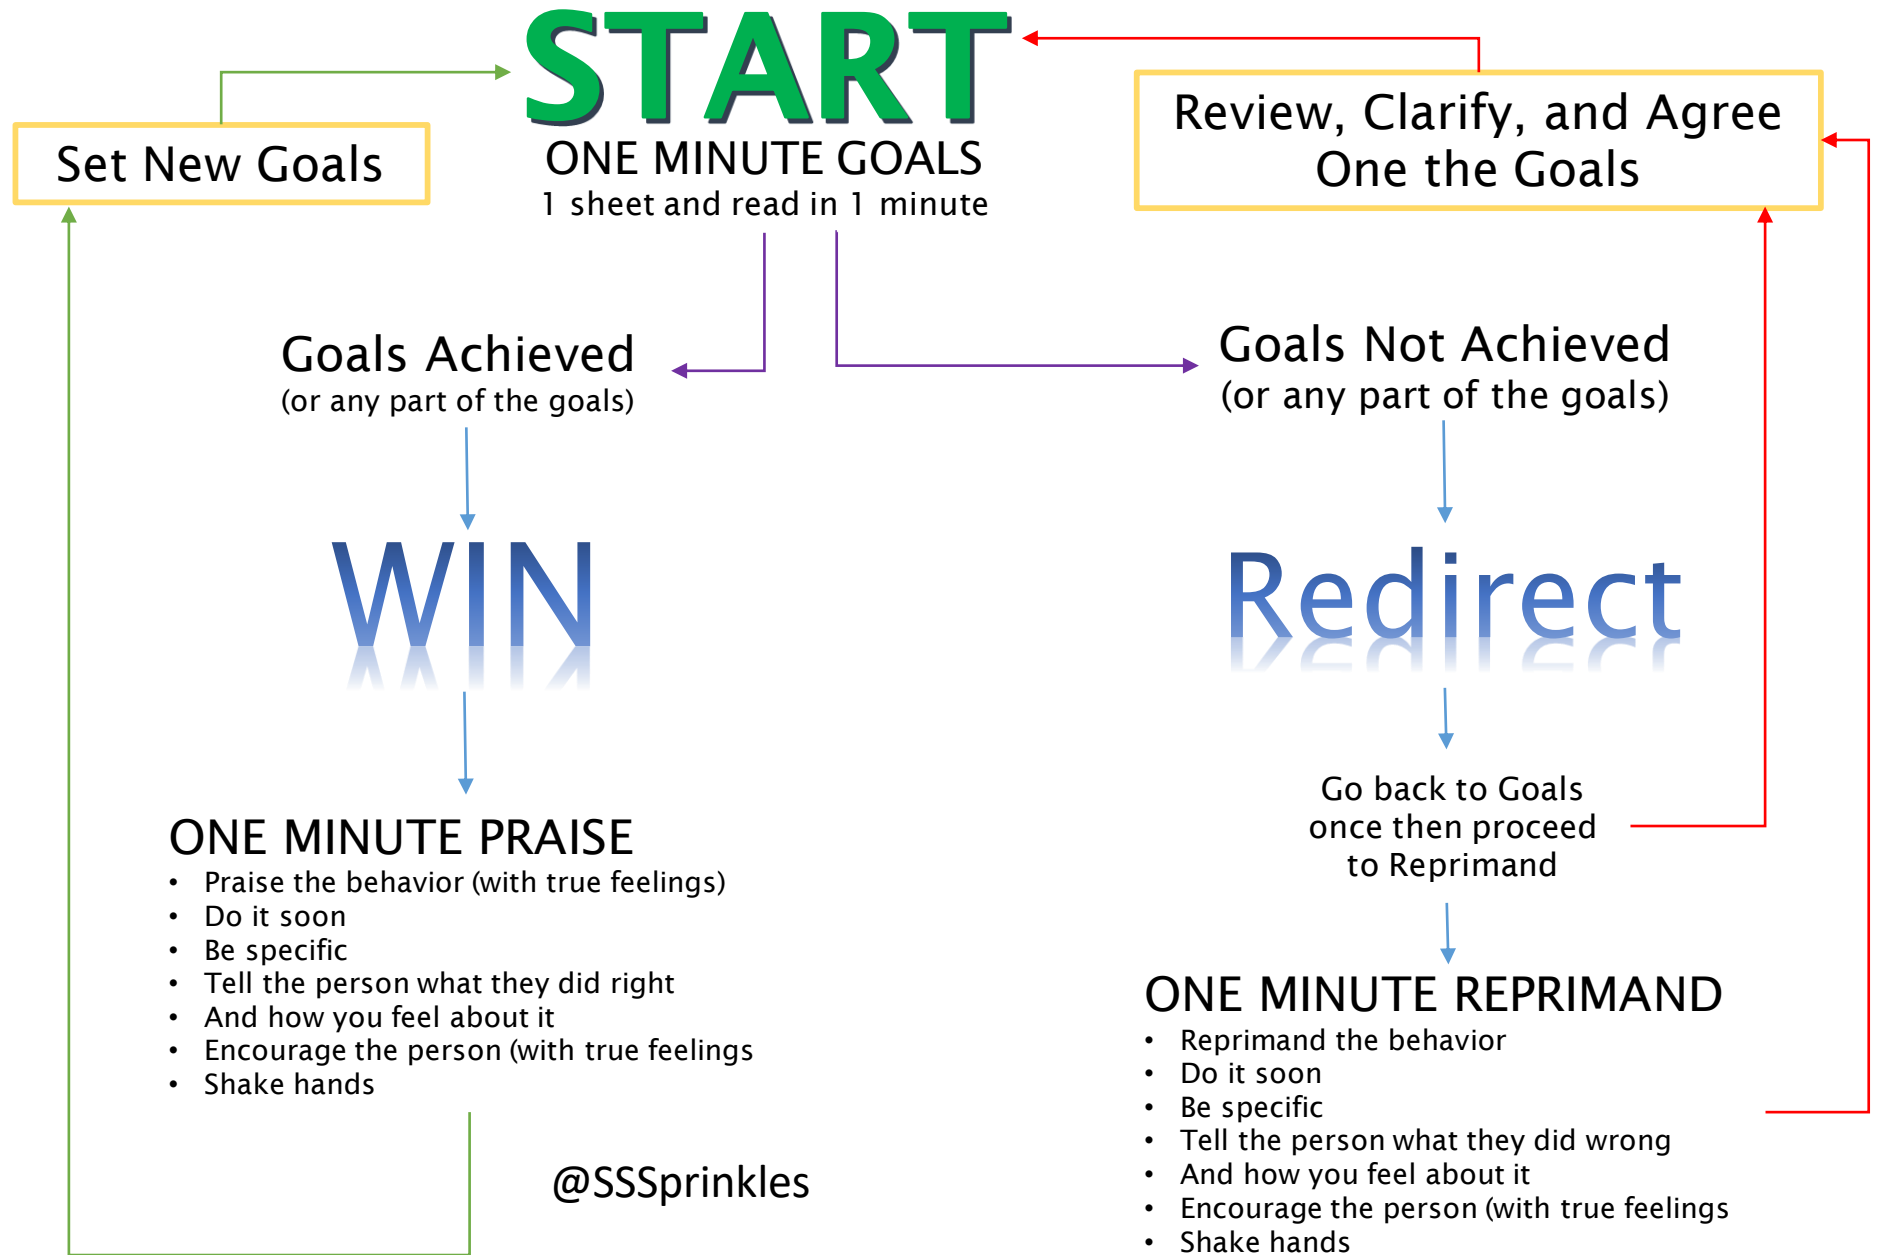 START
ONE MINUTE GOALS
1 sheet and read in 1 minute
Set New Goals
Review, Clarify, and Agree
One the Goals
Goals Achieved
(or any part of the goals)
WIN
ONE MINUTE PRAISE
• Praise the behavior (with true feelings)
• Do it soon
• Be specific
• Tell the person what they did right
• And how you feel about it
• Encourage the person (with true feelings
• Shake hands
Goals Not Achieved
(or any part of the goals)
Redirect
Go back to Goals
once then proceed
to Reprimand
ONE MINUTE REPRIMAND
• Reprimand the behavior
• Do it soon
• Be specific
• Tell the person what they did wrong
• And how you feel about it
• Encourage the person (with true feelings
• Shake hands
@SSSprinkles